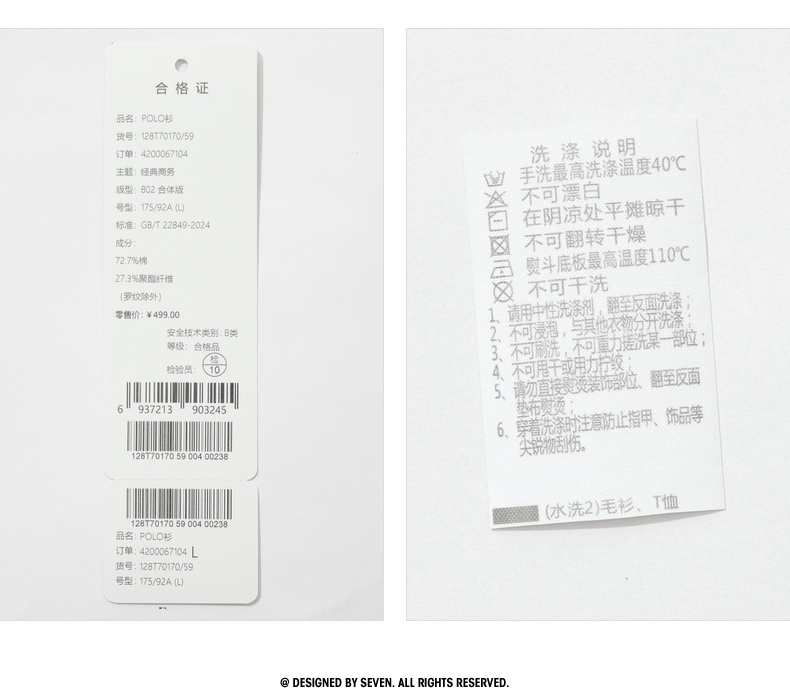 合格证
品名: POLO衫
货号: 128T70170/59
订单: 4200067104
主题: 经典商务
版型: 802 合体版
号型: 175/92A (L)
标准: GB/T 22849-2024
成分:
72.7%棉
27.3%聚酯纤维
（罗纹除外）
零售价: ¥499.00
安全技术类别: B类
等级: 合格品
检验员: 检 10
6 937213 903245
128T70170 59 004 00238
128T70170 59 004 00238
品名: POLO衫
订单: 4200067104 L
货号: 128T70170/59
号型: 175/92A (L)
洗涤说明
手洗最高洗涤温度40℃
不可漂白
在阴凉处平摊晾干
不可翻转干燥
熨斗底板最高温度110℃
不可干洗
1、请用中性洗涤剂，翻至反面洗涤；
2、不可浸泡，与其他衣物分开洗涤；
3、不可刷洗，不可重力搓洗某一部位；
4、不可甩干或用力拧绞；
5、请勿直接熨烫装饰部位、翻至反面
垫布熨烫；
6、穿着洗涤时注意防止指甲、饰品等
尖锐物刮伤。
(水洗2)毛衫、T恤
@ DESIGNED BY SEVEN. ALL RIGHTS RESERVED.